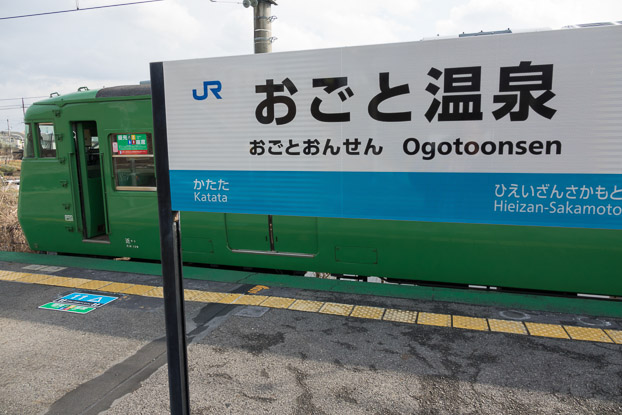 JR
おごと温泉
おごとおんせん Ogotoonsen
かたた
Katata
ひえいざんさかもと
Hieizan-Sakamoto